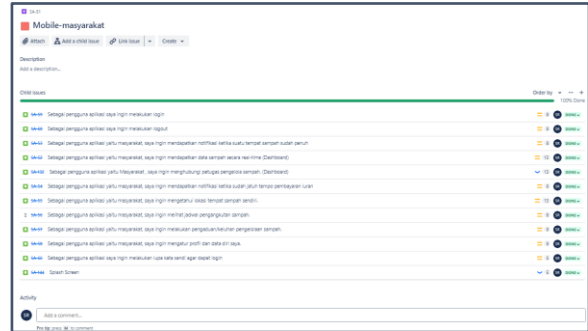 Mobile-masyarakat
Attach
Add a child issue
Link issue
Create
Description
Add a description...
Child issues
Order by
100% Done
Sebagai pengguna aplikasi saya ingin melakukan login
Sebagai pengguna aplikasi saya ingin melakukan logout
Sebagai pengguna aplikasi yaitu masyarakat, saya ingin mendapatkan notifikasi ketika suatu tempat sampah sudah penuh
Sebagai pengguna aplikasi yaitu masyarakat, saya ingin mendapatkan data sampah secara real-time (Dashboard)
Sebagai pengguna aplikasi yaitu Masyarakat, saya ingin menghubungi petugas pengelola sampah. (Dashboard)
Sebagai pengguna aplikasi yaitu masyarakat, saya ingin mendapatkan notifikasi ketika sudah jatuh tempo pembayaran iuran
Sebagai pengguna aplikasi yaitu masyarakat, saya ingin mengetahui lokasi tempat sampah sendiri.
Sebagai pengguna aplikasi yaitu masyarakat, saya ingin melihat jadwal pengangkutan sampah.
Sebagai pengguna aplikasi yaitu masyarakat, saya ingin melakukan pengaduan/keluhan pengelolaan sampah.
Sebagai pengguna aplikasi yaitu masyarakat, saya ingin mengatur profil dan data diri saya.
Sebagai pengguna aplikasi saya ingin melakukan lupa kata sandi agar dapat login
Splash Screen
Activity
Add a comment...
Pro tip: press M to comment